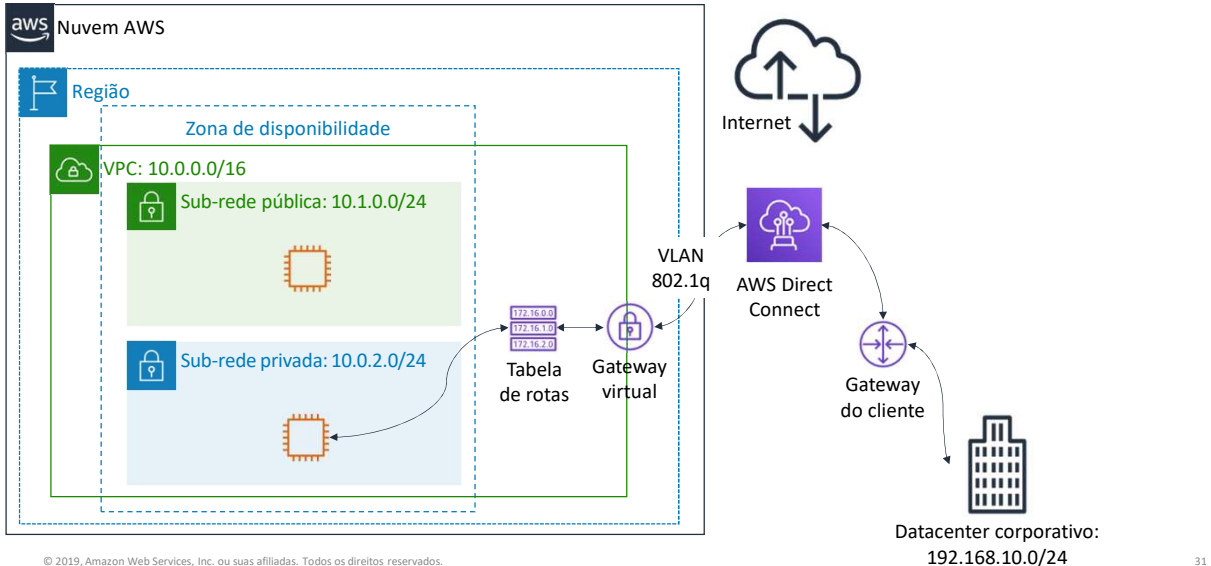 aws
Nuvem AWS
Região
Zona de disponibilidade
VPC: 10.0.0.0/16
Sub-rede pública: 10.1.0.0/24
Sub-rede privada: 10.0.2.0/24
172.16.0.0
172.16.1.0
172.16.2.0
Tabela
de rotas
Gateway
virtual
VLAN
802.1q
Internet
AWS Direct
Connect
Gateway
do cliente
Datacenter corporativo:
192.168.10.0/24
© 2019, Amazon Web Services, Inc. ou suas afiliadas. Todos os direitos reservados.
31